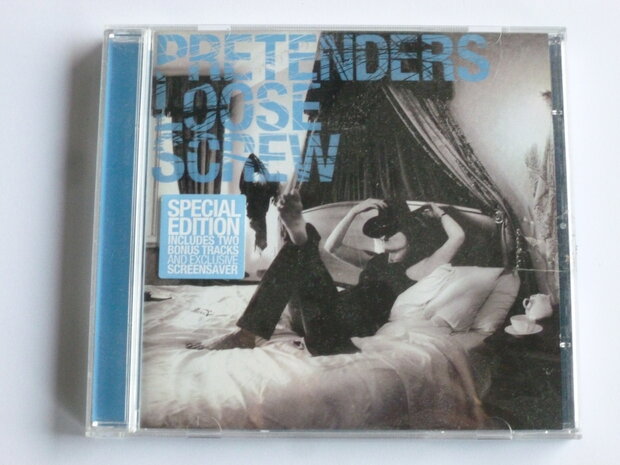 PRETENDERS
LOOSE
SCREW
SPECIAL
EDITION
INCLUDES TWO
BONUS TRACKS
AND EXCLUSIVE
SCREENSAVER